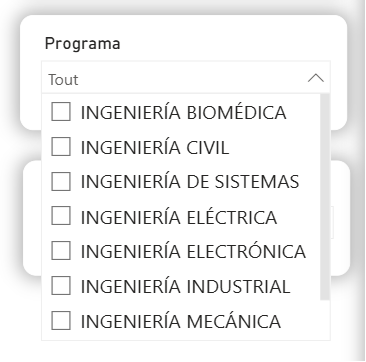 Programa
Tout
INGENIERÍA BIOMÉDICA
INGENIERÍA CIVIL
INGENIERÍA DE SISTEMAS
INGENIERÍA ELÉCTRICA
INGENIERÍA ELECTRÓNICA
INGENIERÍA INDUSTRIAL
INGENIERÍA MECÁNICA